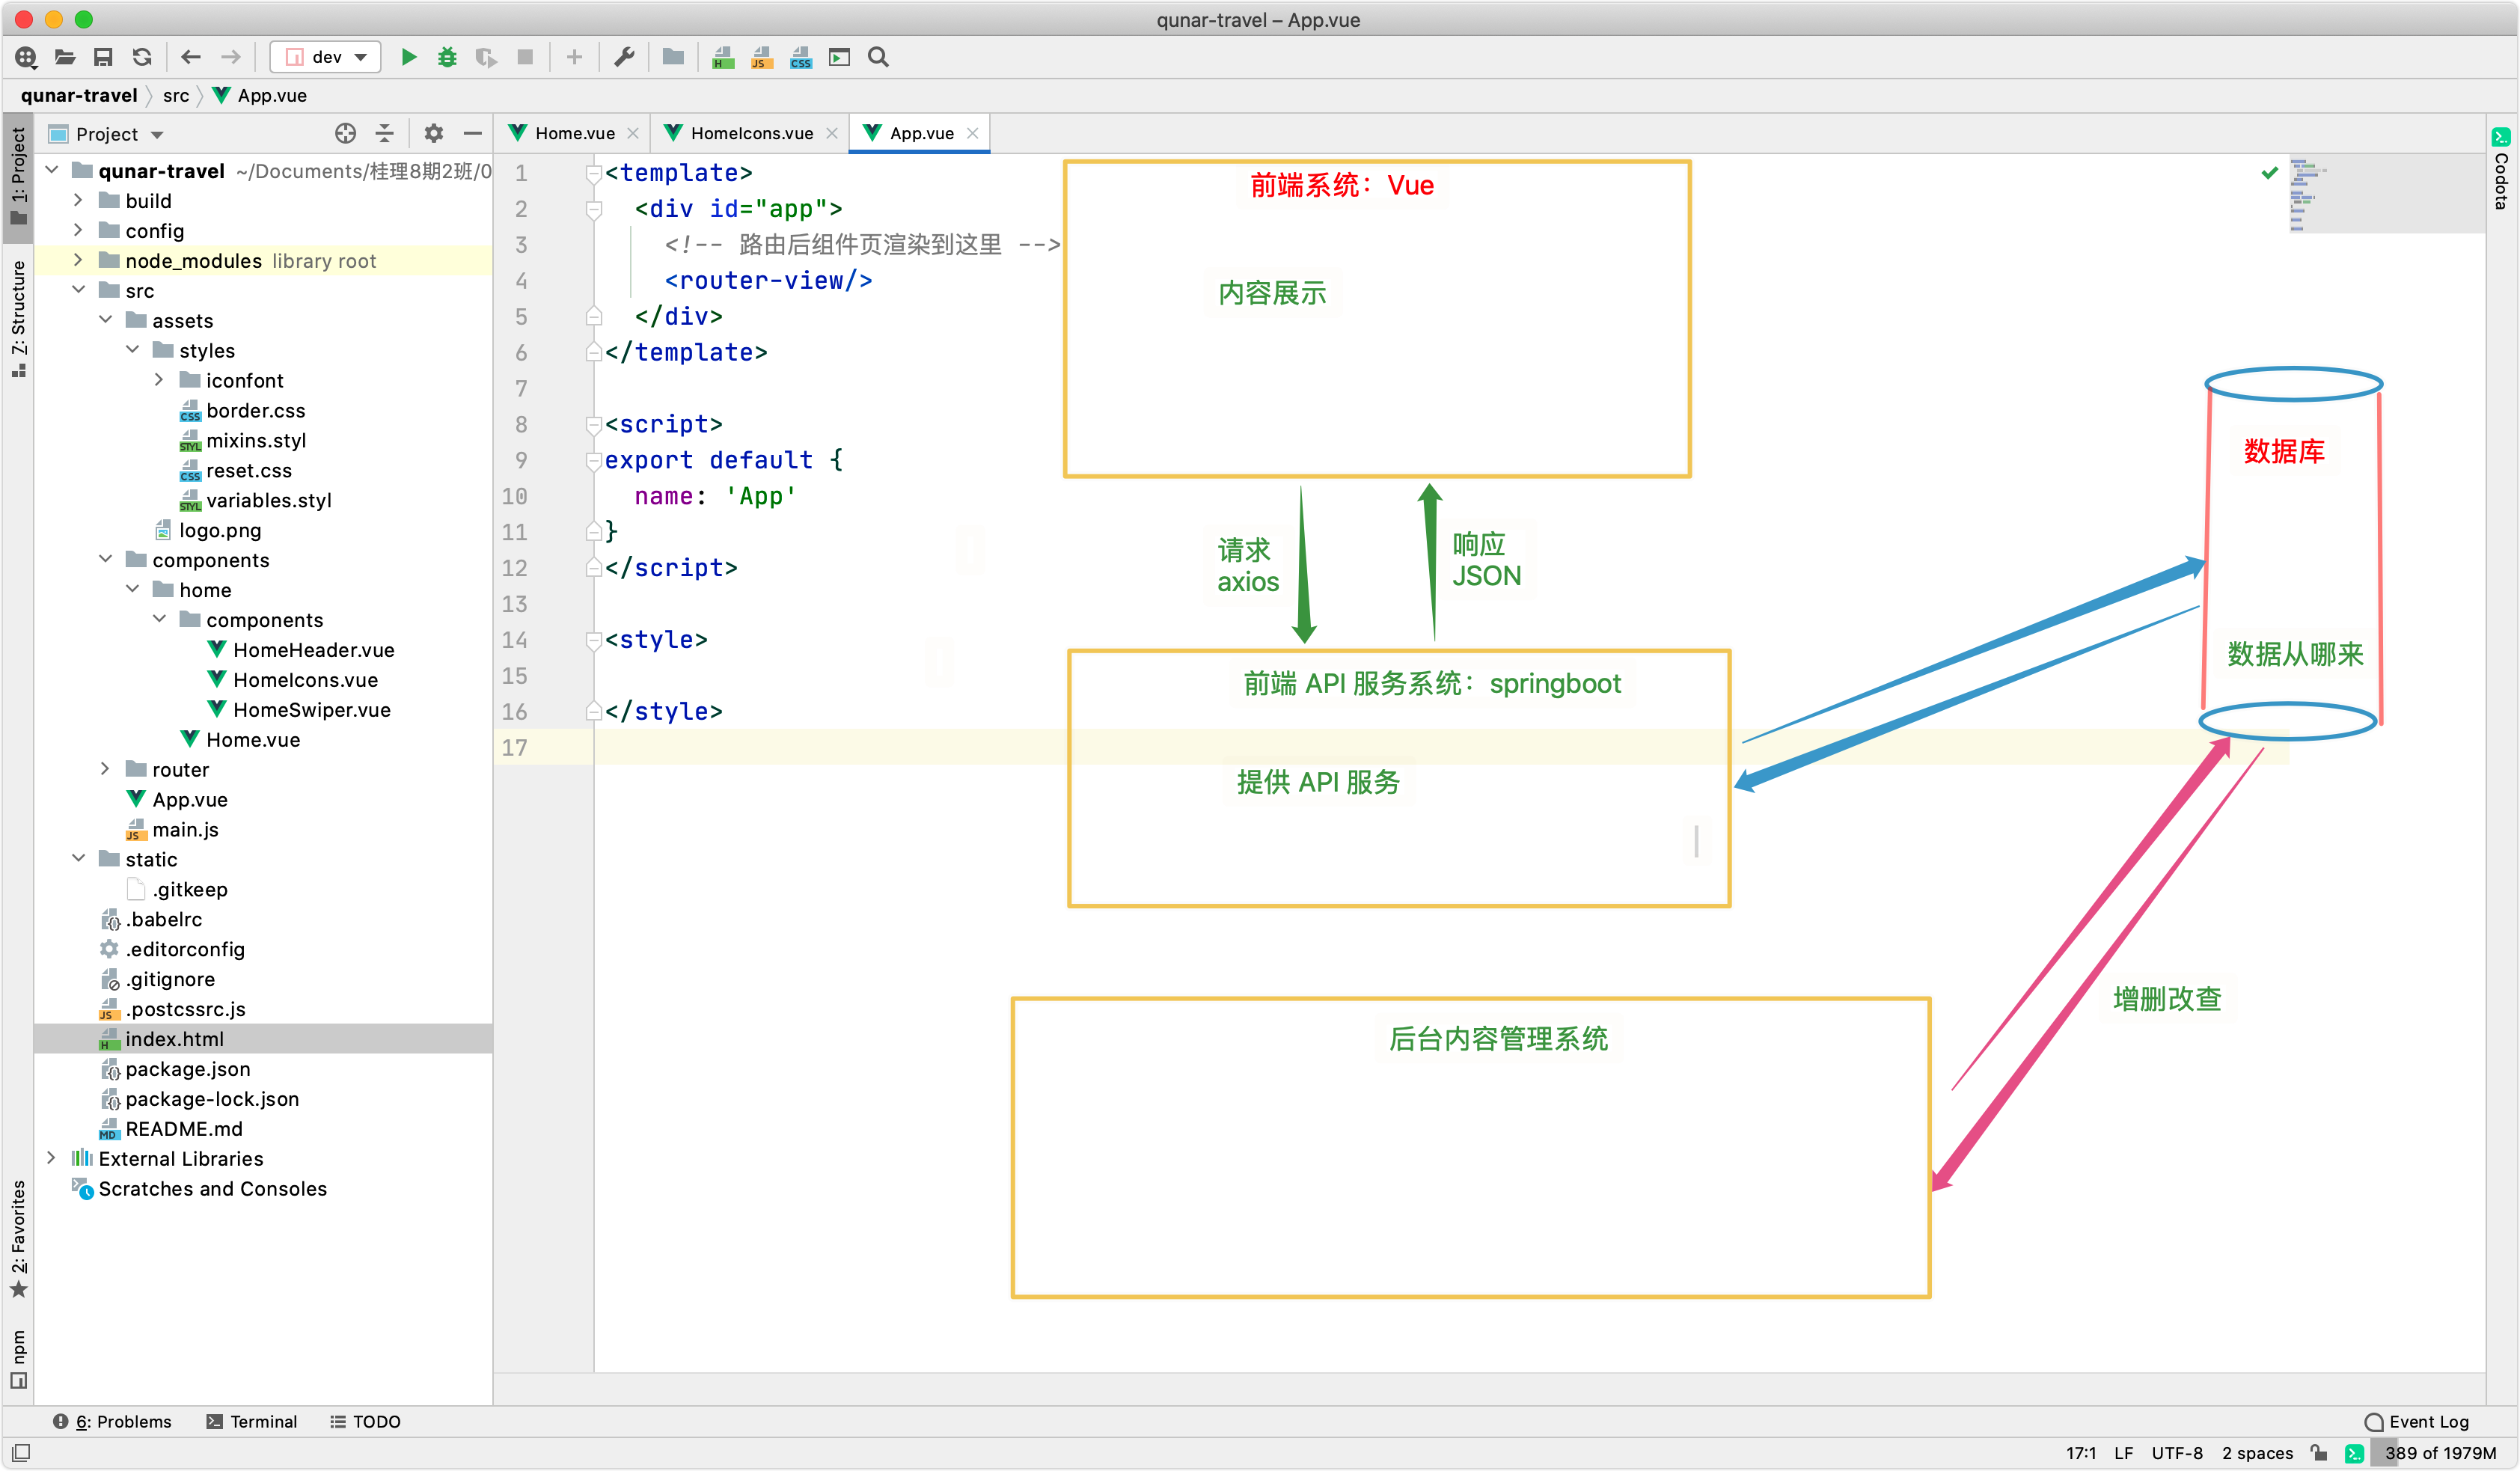 qunar-travel – App.vue
dev
qunar-travel
src
App.vue
1: Project
7: Structure
2: Favorites
npm
Project
qunar-travel ~/Documents/桂理8期2班/0
build
config
node_modules library root
src
assets
styles
iconfont
border.css
mixins.styl
reset.css
variables.styl
logo.png
components
home
components
HomeHeader.vue
HomeIcons.vue
HomeSwiper.vue
Home.vue
router
App.vue
main.js
static
.gitkeep
.babelrc
.editorconfig
.gitignore
.postcssrc.js
index.html
package.json
package-lock.json
README.md
External Libraries
Scratches and Consoles
Home.vue
HomeIcons.vue
App.vue
1 <template>
2 <div id="app">
3 <!-- 路由后组件页渲染到这里 -->
4 <router-view/>
5 </div>
6 </template>
7
8 <script>
9 export default {
10 name: 'App'
11 }
12 </script>
13
14 <style>
15
16 </style>
17
前端系统：Vue
内容展示
请求
axios
响应
JSON
前端 API 服务系统：springboot
提供 API 服务
后台内容管理系统
数据库
数据从哪来
增删改查
Codota
6: Problems
Terminal
TODO
Event Log
17:1
LF
UTF-8
2 spaces
389 of 1979M